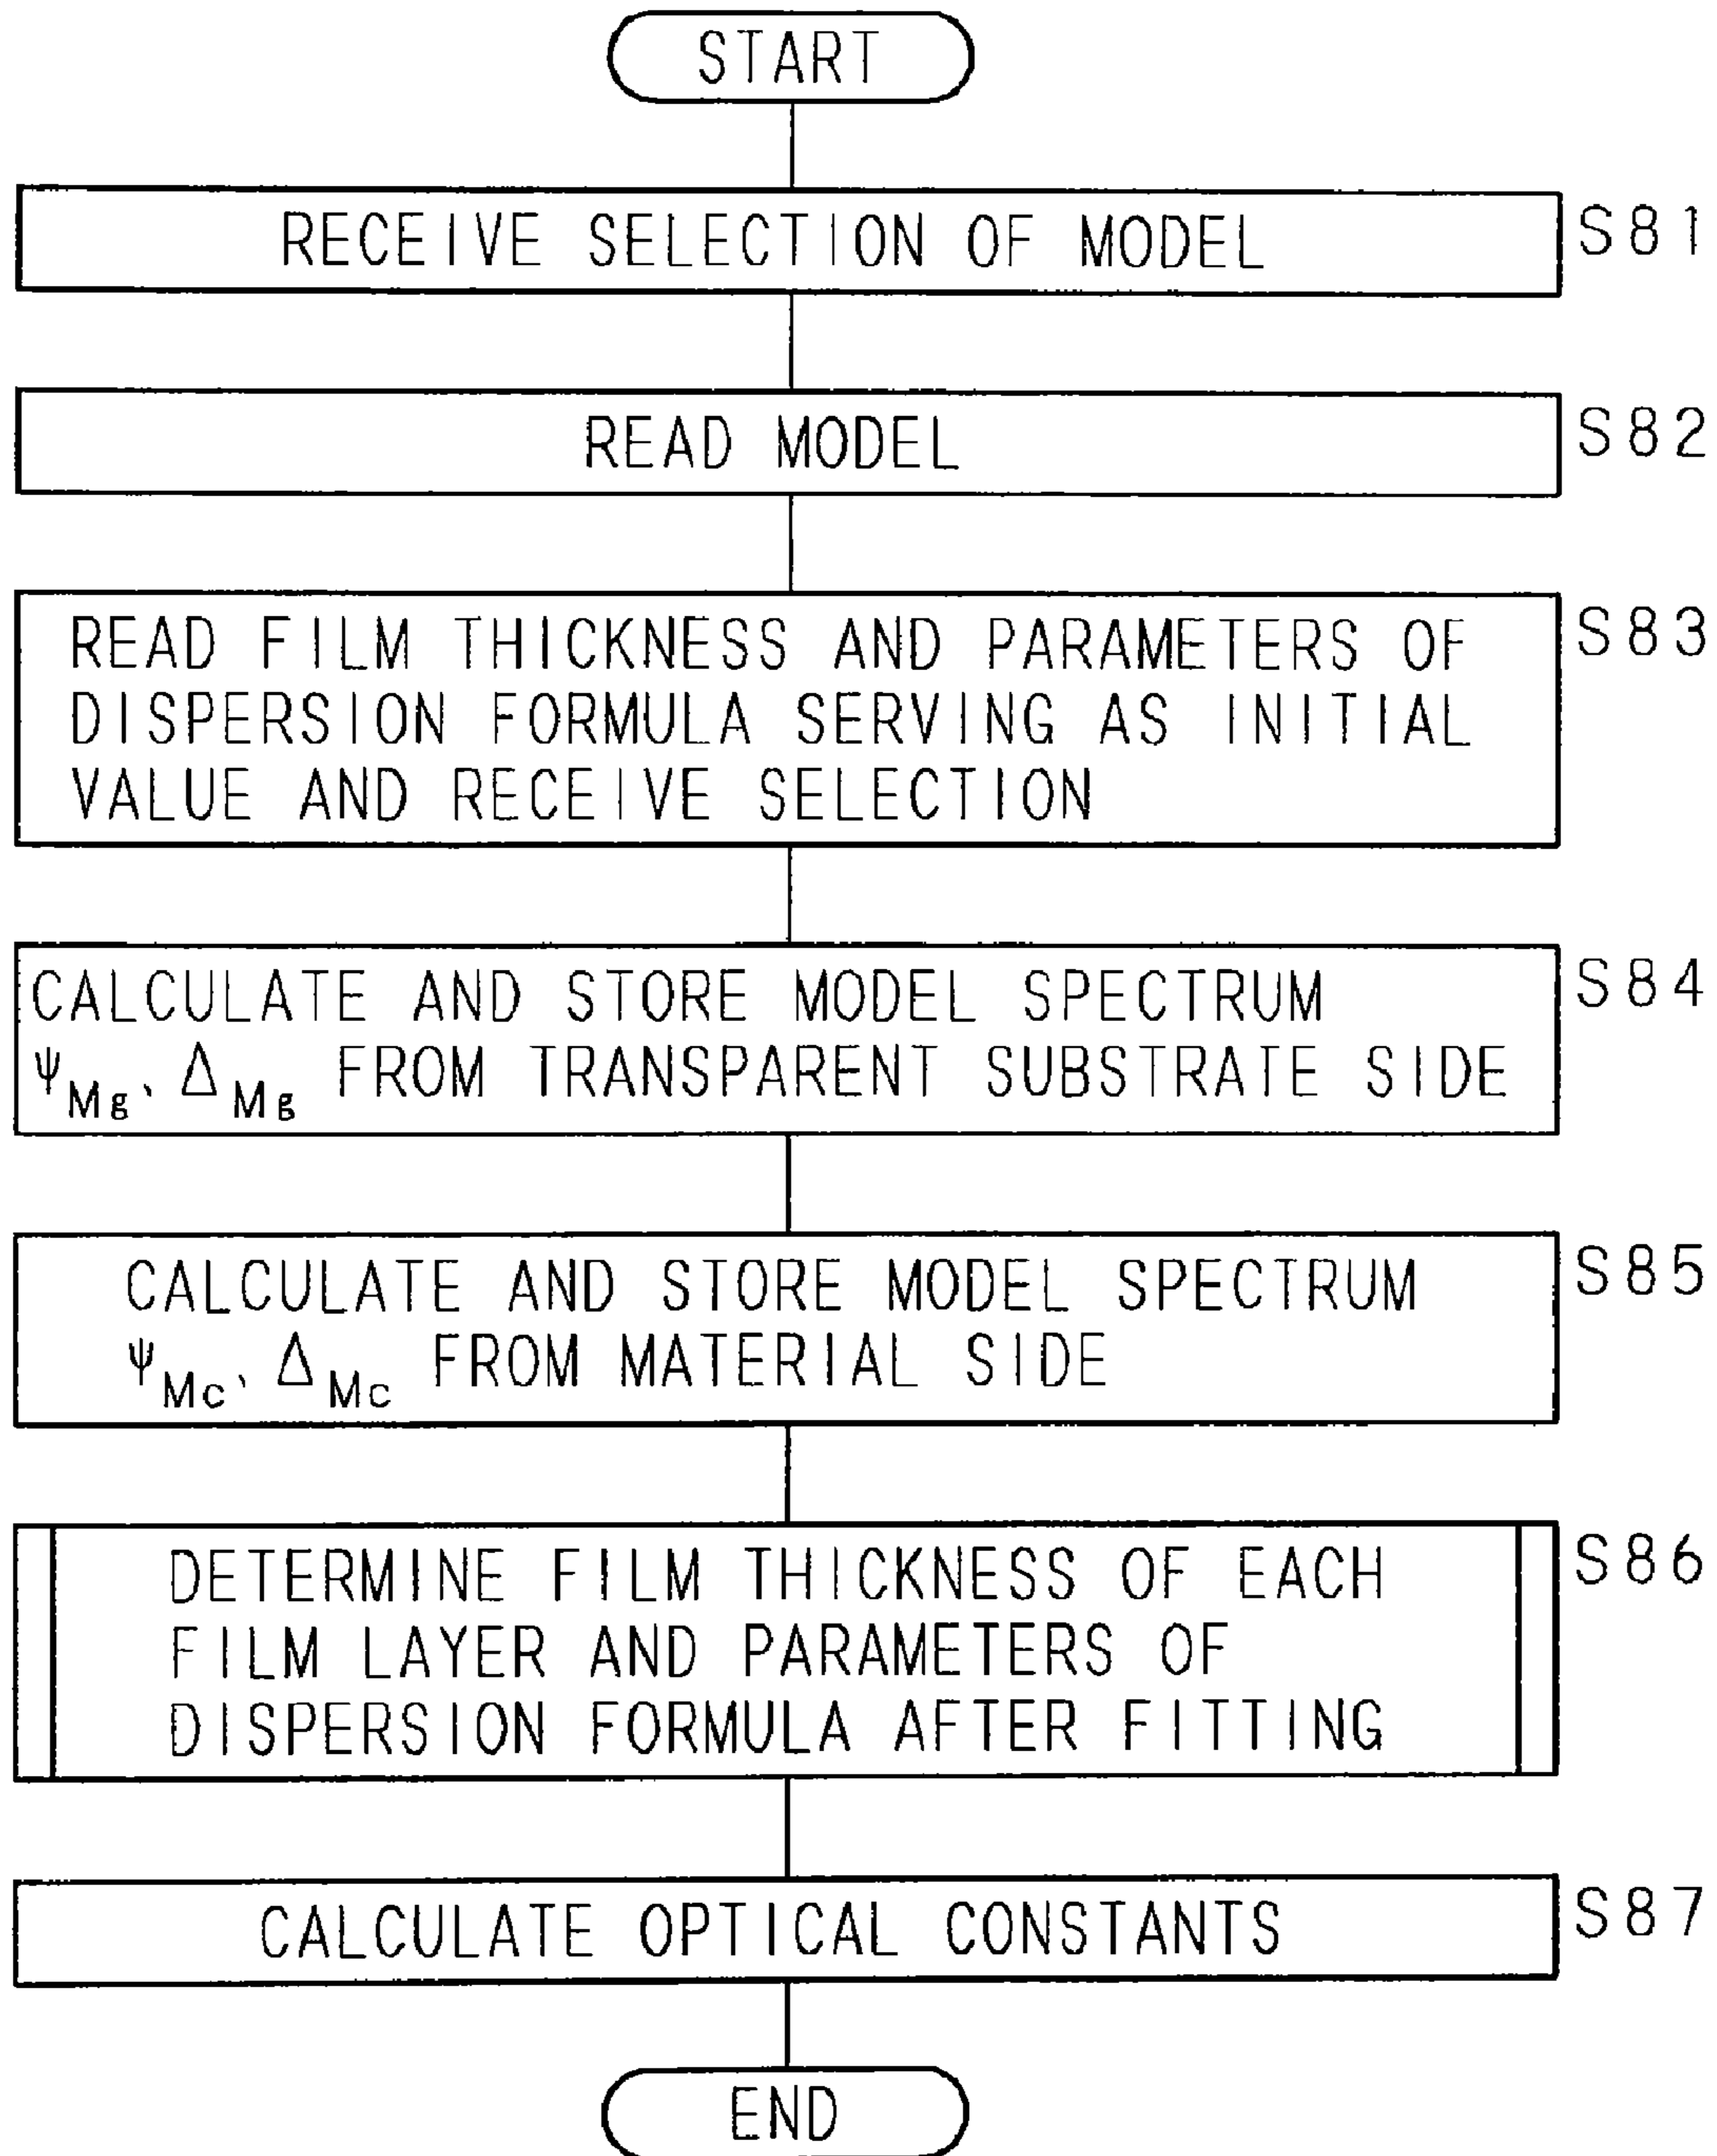 START
RECEIVE SELECTION OF MODEL S81
READ MODEL S82
READ FILM THICKNESS AND PARAMETERS OF S83
DISPERSION FORMULA SERVING AS INITIAL
VALUE AND RECEIVE SELECTION
CALCULATE AND STORE MODEL SPECTRUM S84
ψMg、ΔMg FROM TRANSPARENT SUBSTRATE SIDE
CALCULATE AND STORE MODEL SPECTRUM S85
ψMc、ΔMc FROM MATERIAL SIDE
DETERMINE FILM THICKNESS OF EACH S86
FILM LAYER AND PARAMETERS OF
DISPERSION FORMULA AFTER FITTING
CALCULATE OPTICAL CONSTANTS S87
END